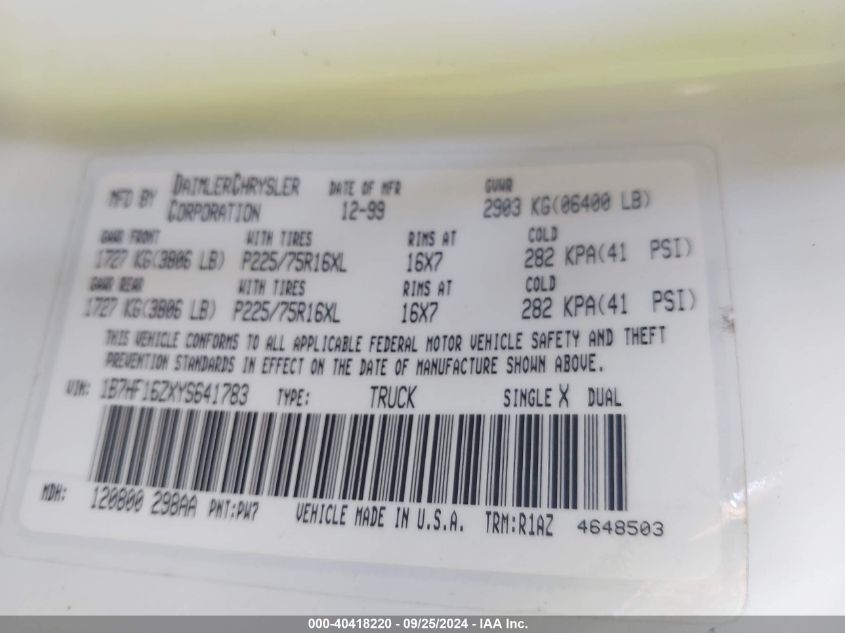 MFD BY DAIMLERCHRYSLER CORPORATION DATE OF MFR 12-99 GVWR 2903 KG(06400 LB)
GAWR FRONT WITH TIRES RIMS AT COLD
1727 KG(3806 LB) P225/75R16XL 16X7 282 KPA(41 PSI)
GAWR REAR WITH TIRES RIMS AT COLD
1727 KG(3806 LB) P225/75R16XL 16X7 282 KPA(41 PSI)
THIS VEHICLE CONFORMS TO ALL APPLICABLE FEDERAL MOTOR VEHICLE SAFETY AND THEFT
PREVENTION STANDARDS IN EFFECT ON THE DATE OF MANUFACTURE SHOWN ABOVE.
VIN: 1B7HF16ZXYS641783 TYPE: TRUCK SINGLE X DUAL
MDH: 120800 298AA PNT:PW7 VEHICLE MADE IN U.S.A. TRM:R1AZ 4648503
000-40418220 - 09/25/2024 - IAA Inc.